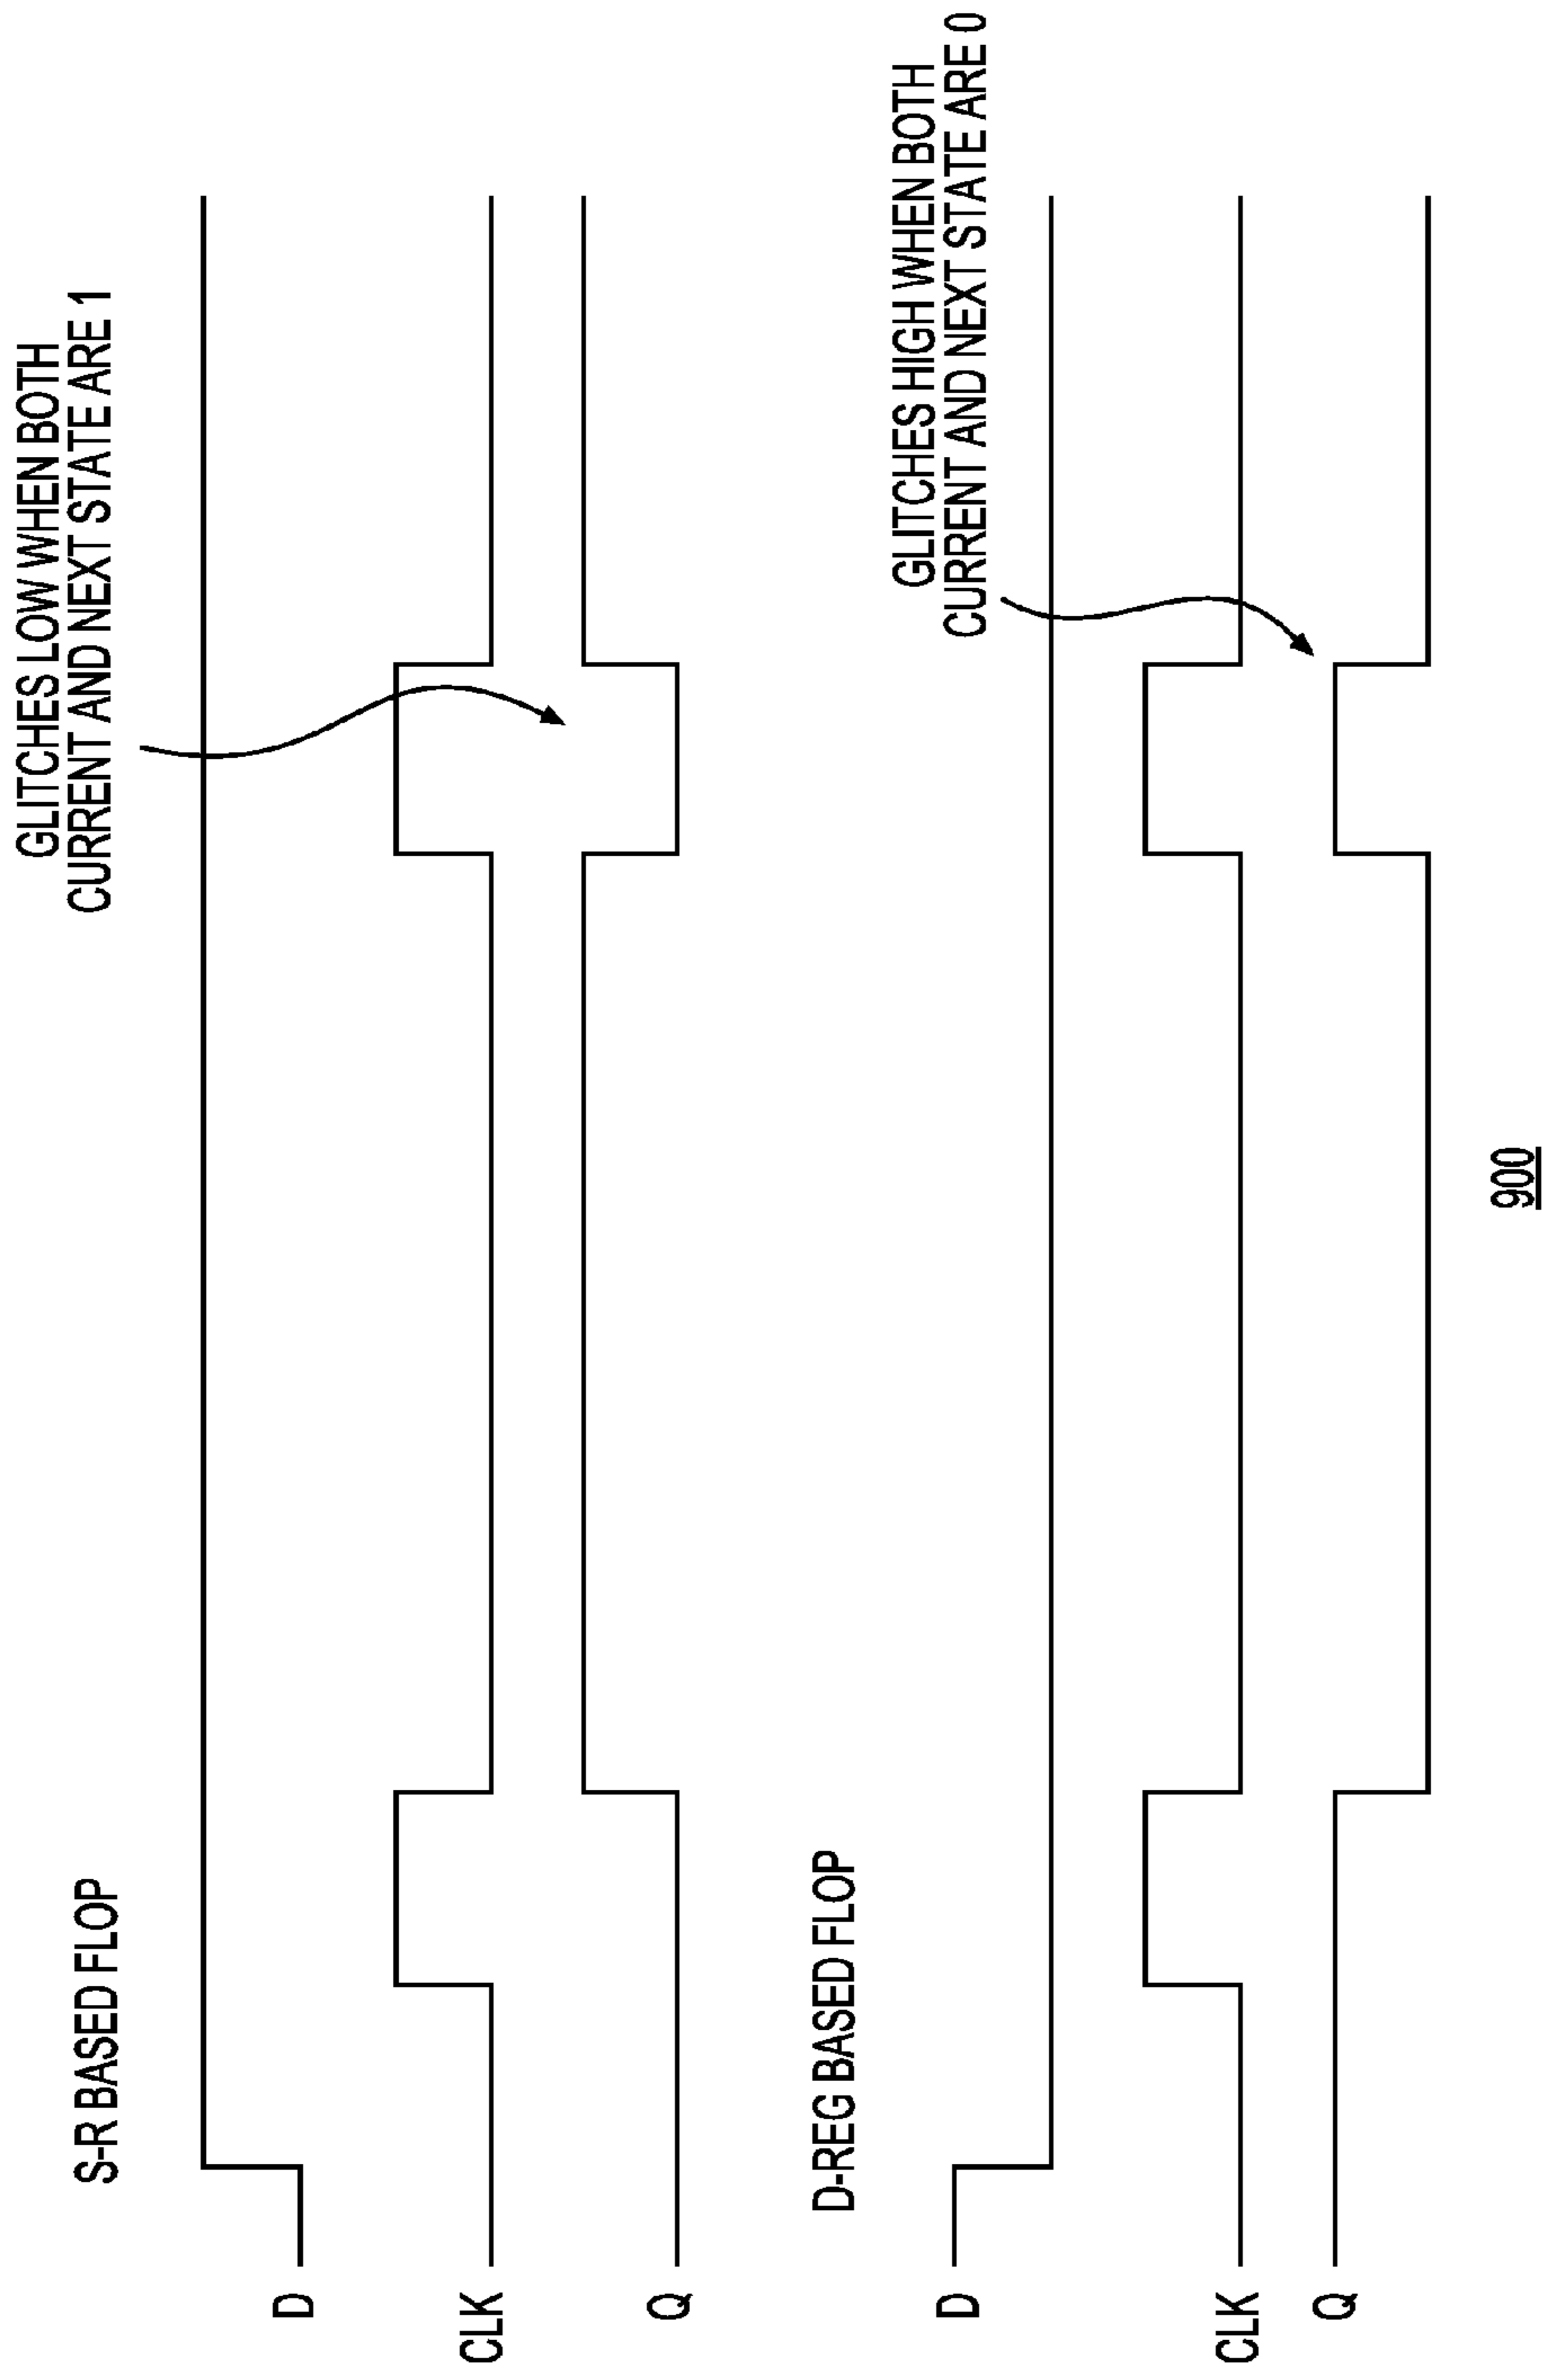 S-R BASED FLOP
GLITCHES LOW WHEN BOTH
CURRENT AND NEXT STATE ARE 1
D
CLK
Q
D-REG BASED FLOP
GLITCHES HIGH WHEN BOTH
CURRENT AND NEXT STATE ARE 0
D
CLK
Q
900